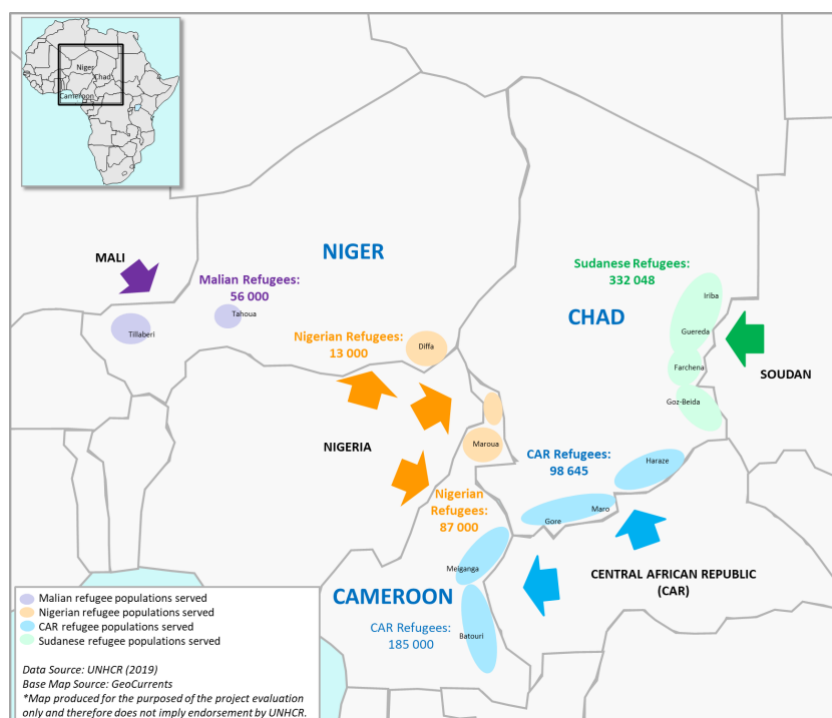 Niger
Chad
Cameroon
MALI
NIGER
Malian Refugees:
56 000
Tillaberi
Tahoua
Nigerian Refugees:
13 000
Diffa
Sudanese Refugees:
332 048
Iriba
CHAD
Guereda
Farchena
SOUDAN
Goz-Beida
NIGERIA
Maroua
CAR Refugees:
98 645
Haraze
Maro
Gore
Nigerian
Refugees:
87 000
Meiganga
CENTRAL AFRICAN REPUBLIC
(CAR)
CAMEROON
CAR Refugees:
185 000
Batouri
Malian refugee populations served
Nigerian refugee populations served
CAR refugee populations served
Sudanese refugee populations served
Data Source: UNHCR (2019)
Base Map Source: GeoCurrents
*Map produced for the purposed of the project evaluation
only and therefore does not imply endorsement by UNHCR.